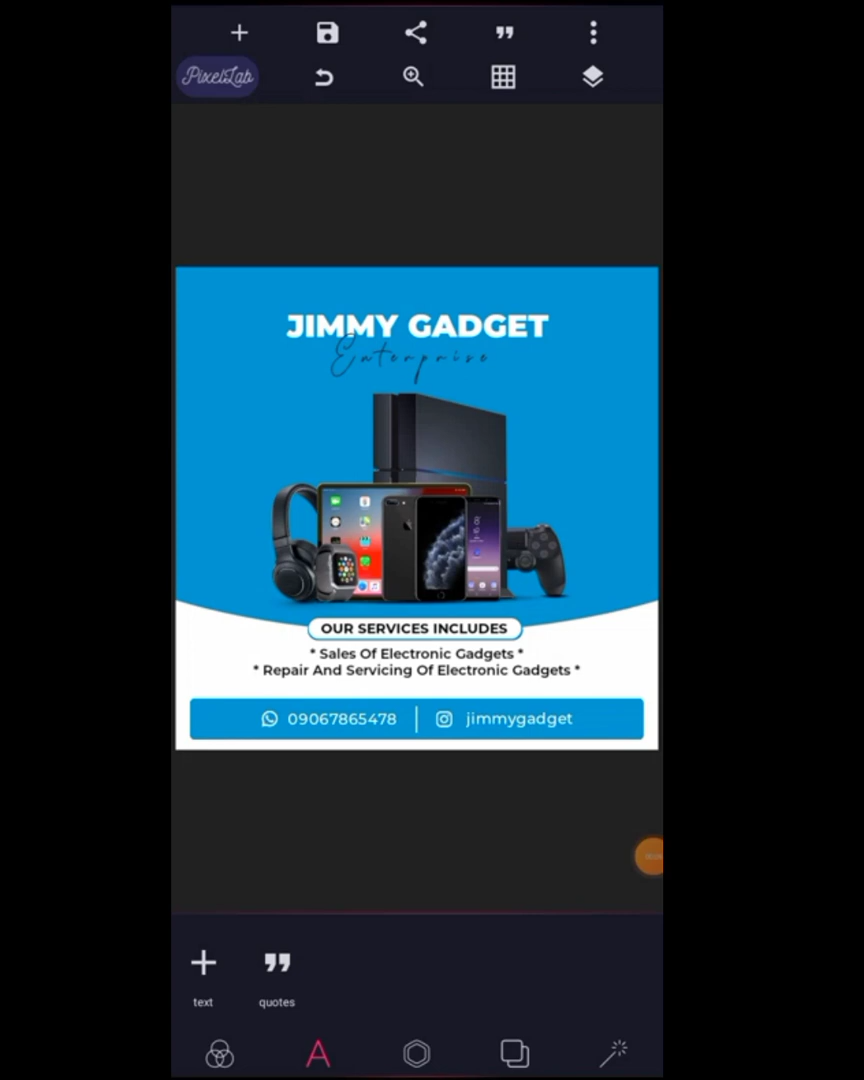 PixelLab
JIMMY GADGET
Enterprise
OUR SERVICES INCLUDES
* Sales Of Electronic Gadgets *
* Repair And Servicing Of Electronic Gadgets *
09067865478 | jimmygadget
text
quotes